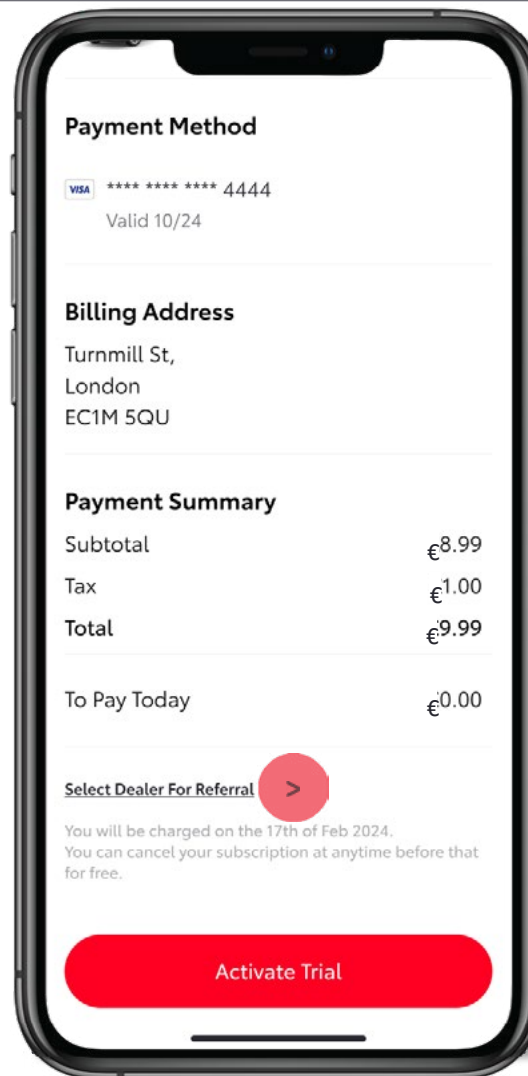 Payment Method
VISA **** **** **** 4444
Valid 10/24
Billing Address
Turnmill St,
London
EC1M 5QU
Payment Summary
Subtotal €8.99
Tax €1.00
Total €9.99
To Pay Today €0.00
Select Dealer For Referral >
You will be charged on the 17th of Feb 2024.
You can cancel your subscription at anytime before that
for free.
Activate Trial